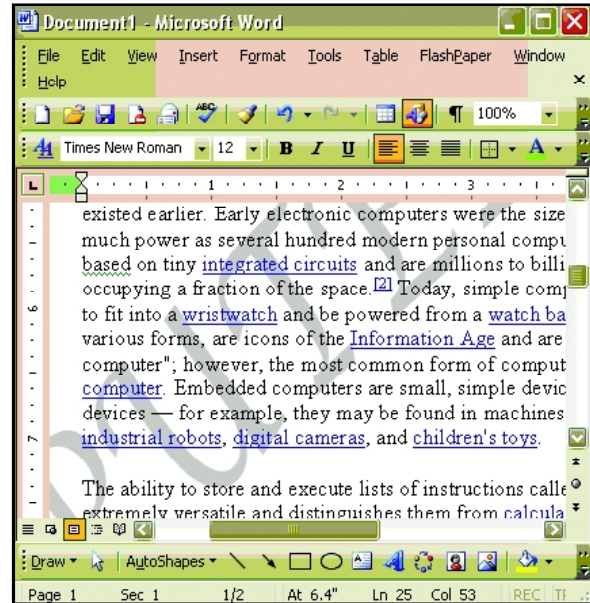 Document1 - Microsoft Word
File Edit View Insert Format Tools Table FlashPaper Window
Help
ABC 100%
Times New Roman 12 B I U A
L 1 2 3
existed earlier. Early electronic computers were the size
much power as several hundred modern personal compu
based on tiny integrated circuits and are millions to billi
occupying a fraction of the space.[2] Today, simple comp
to fit into a wristwatch and be powered from a watch ba
various forms, are icons of the Information Age and are
computer"; however, the most common form of comput
computer. Embedded computers are small, simple devic
devices — for example, they may be found in machines
industrial robots, digital cameras, and children's toys.
The ability to store and execute lists of instructions calle
extremely versatile and distinguishes them from calcula
Draw AutoShapes
Page 1 Sec 1 1/2 At 6.4" Ln 25 Col 53 REC